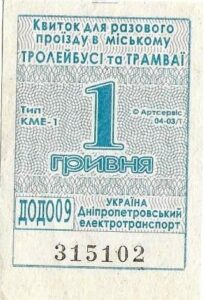 Квиток для разового
проїзду в міському
ТРОЛЕЙБУСІ та ТРАМВАЇ
Тип
КМЕ-1
© Артсервіс
04-03/Т
1
гривня
ДОДО09
УКРАЇНА
Дніпропетровський
електротранспорт
315102